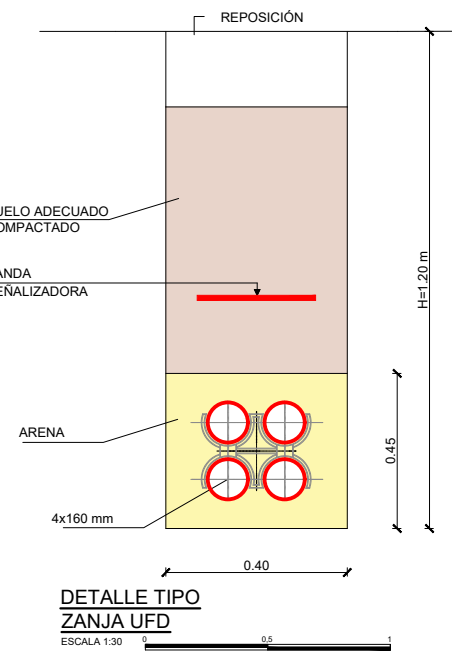 REPOSICIÓN
UELO ADECUADO
OMPACTADO
ANDA
EÑALIZADORA
H=1.20 m
ARENA
0.45
4x160 mm
0.40
DETALLE TIPO
ZANJA UFD
ESCALA 1:30
0 0,5 1